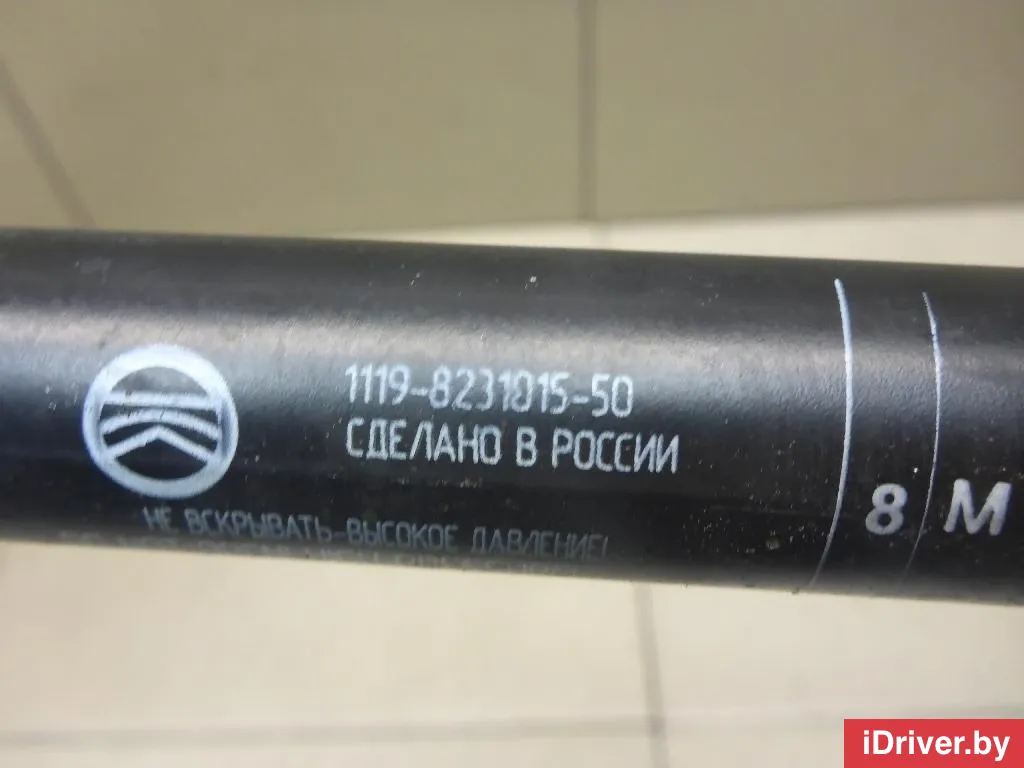 1119-8231015-50
СДЕЛАНО В РОССИИ
8 М
НЕ ВСКРЫВАТЬ-ВЫСОКОЕ ДАВЛЕНИЕ!
iDriver.by